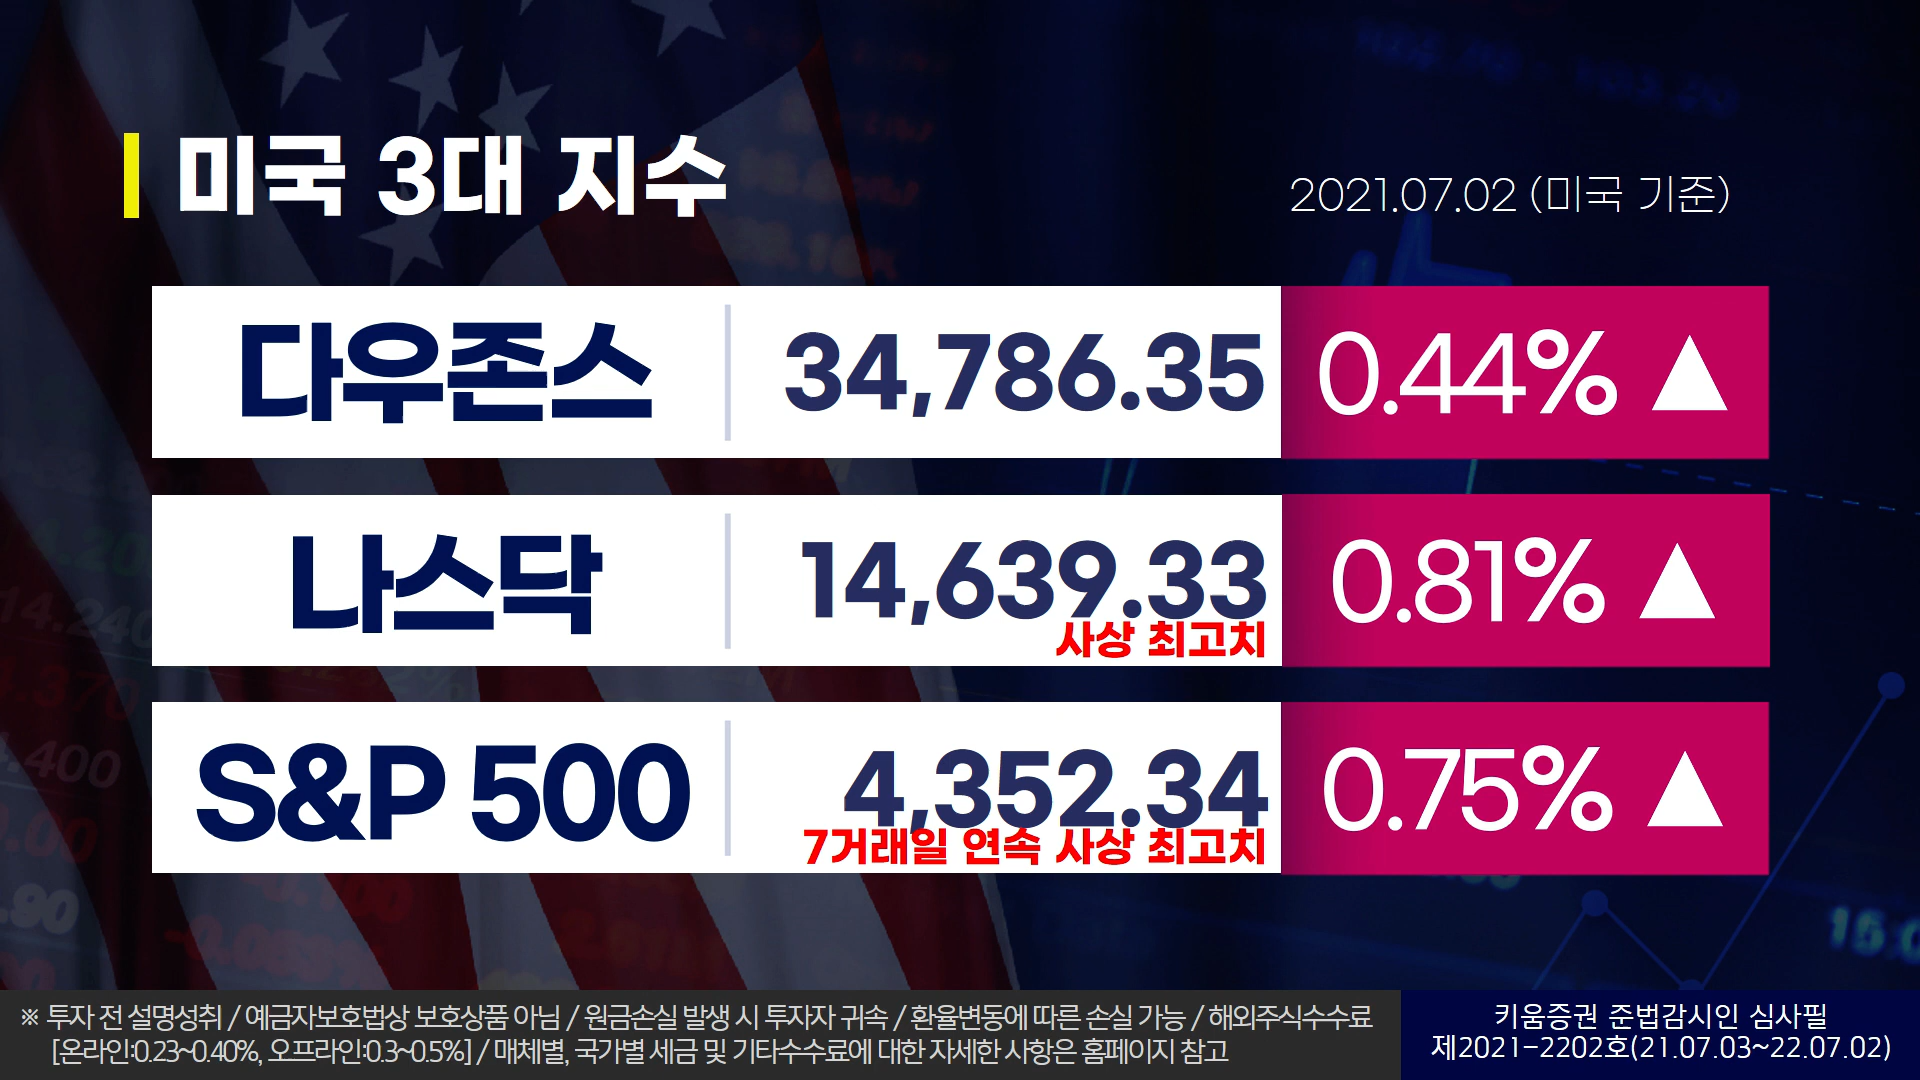 미국 3대 지수
2021.07.02 (미국 기준)
다우존스 34,786.35 0.44% ▲
나스닥 14,639.33 0.81% ▲
사상 최고치
S&P 500 4,352.34 0.75% ▲
7거래일 연속 사상 최고치
※ 투자 전 설명성취 / 예금자보호법상 보호상품 아님 / 원금손실 발생 시 투자자 귀속 / 환율변동에 따른 손실 가능 / 해외주식수수료
[온라인:0.23~0.40%, 오프라인:0.3~0.5%] / 매체별, 국가별 세금 및 기타수수료에 대한 자세한 사항은 홈페이지 참고
키움증권 준법감시인 심사필
제2021-2202호(21.07.03~22.07.02)